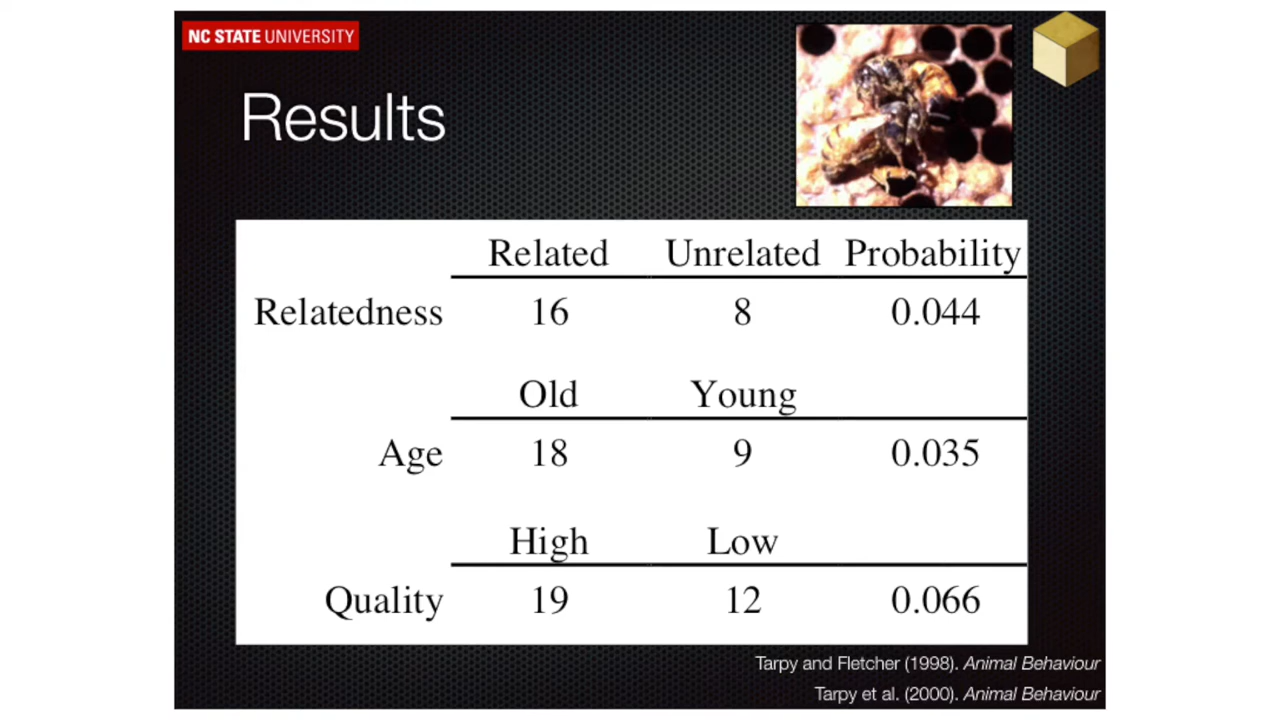 NC STATE UNIVERSITY
Results
Related Unrelated Probability
Relatedness 16 8 0.044
Old Young
Age 18 9 0.035
High Low
Quality 19 12 0.066
Tarpy and Fletcher (1998). Animal Behaviour
Tarpy et al. (2000). Animal Behaviour